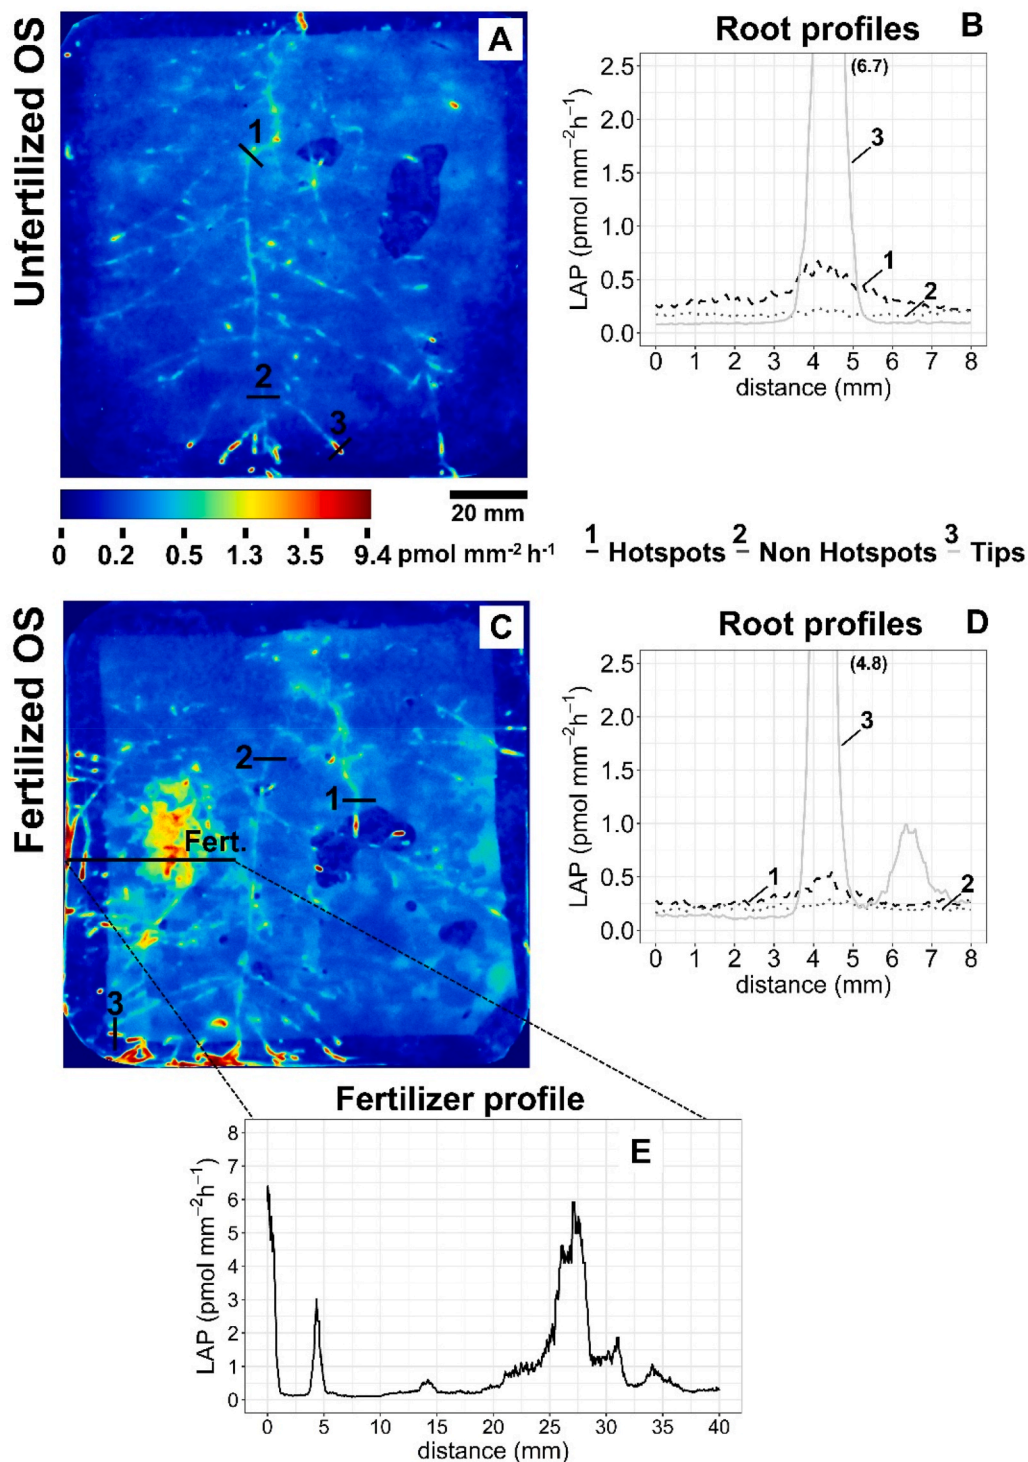 Unfertilized OS
A
1
2
3
Root profiles B
LAP (pmol mm⁻²h⁻¹)
2.5
2.0
1.5
1.0
0.5
0.0
(6.7)
3
1
2
0 1 2 3 4 5 6 7 8
distance (mm)
0 0.2 0.5 1.3 3.5 9.4 pmol mm⁻² h⁻¹
20 mm
1 Hotspots 2 Non Hotspots 3 Tips
Fertilized OS
C
2
1
Fert.
3
Root profiles D
LAP (pmol mm⁻²h⁻¹)
2.5
2.0
1.5
1.0
0.5
0.0
(4.8)
3
1
2
0 1 2 3 4 5 6 7 8
distance (mm)
Fertilizer profile
E
LAP (pmol mm⁻²h⁻¹)
8
7
6
5
4
3
2
1
0
0 5 10 15 20 25 30 35 40
distance (mm)